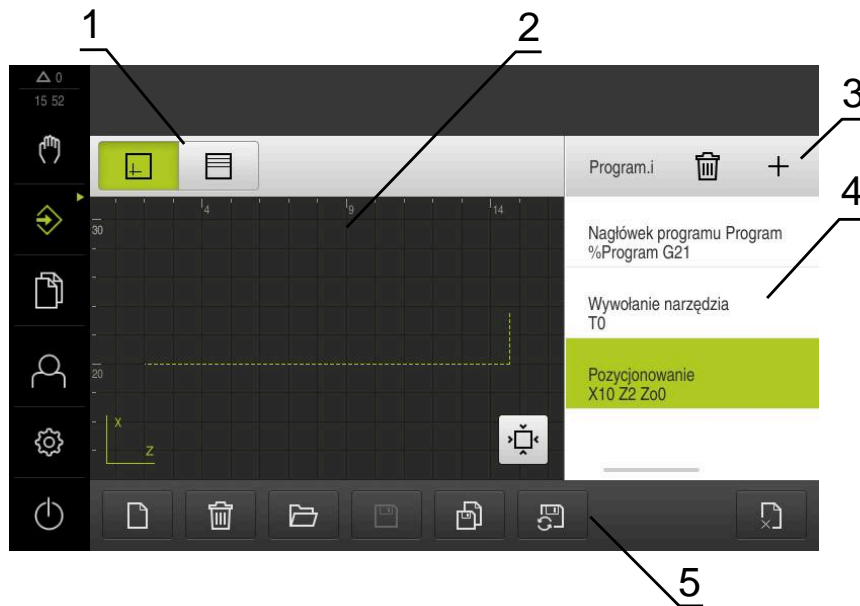 1
2
3
4
5
0
15 52
Program.i
4
9
14
30
20
X
Z
Nagłówek programu Program
%Program G21
Wywołanie narzędzia
T0
Pozycjonowanie
X10 Z2 Zo0